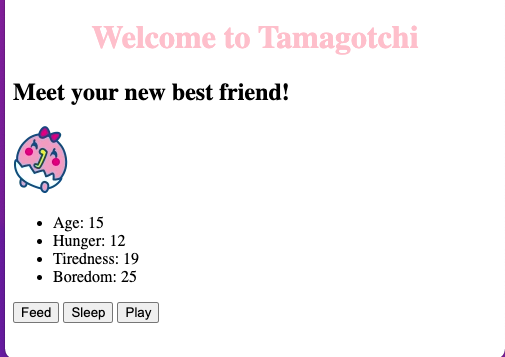 Welcome to Tamagotchi
Meet your new best friend!
Age: 15
Hunger: 12
Tiredness: 19
Boredom: 25
Feed Sleep Play